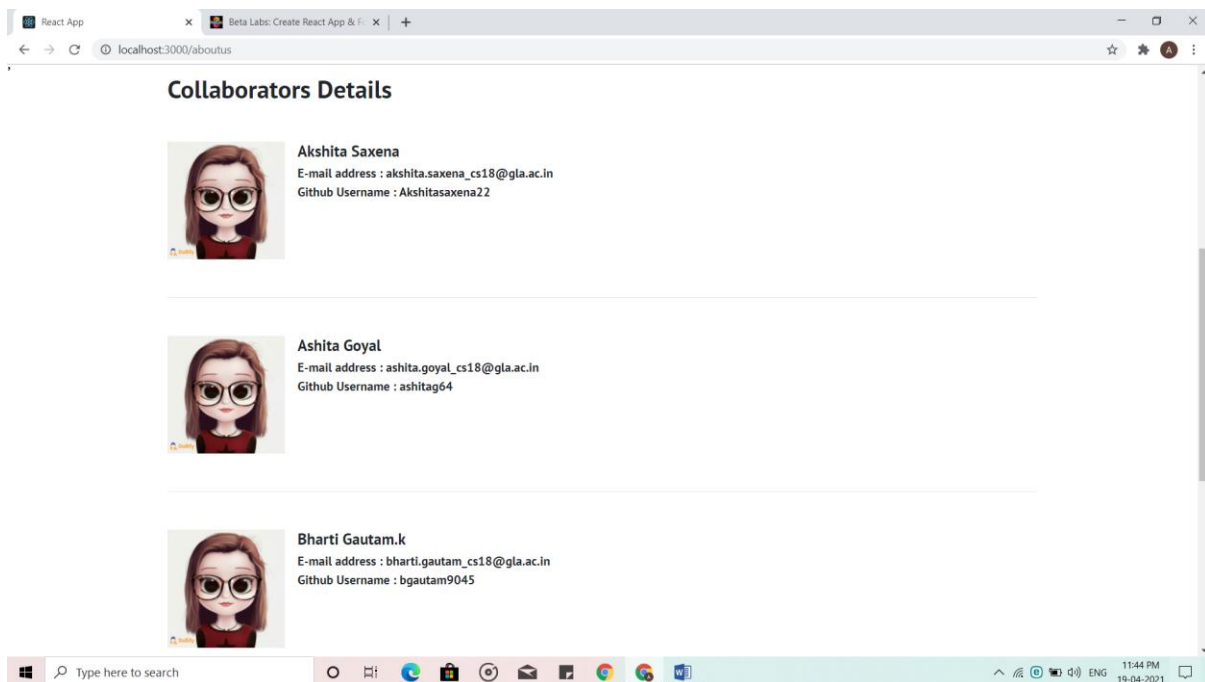 React App
Beta Labs: Create React App & F
localhost:3000/aboutus
A
,
Collaborators Details
Akshita Saxena
E-mail address : akshita.saxena_cs18@gla.ac.in
Github Username : Akshitasaxena22
Ashita Goyal
E-mail address : ashita.goyal_cs18@gla.ac.in
Github Username : ashitag64
Bharti Gautam.k
E-mail address : bharti.gautam_cs18@gla.ac.in
Github Username : bgautam9045
Type here to search
ENG
11:44 PM
19-04-2021